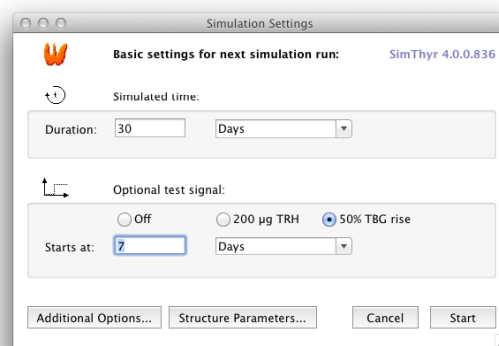 Simulation Settings
Basic settings for next simulation run: SimThyr 4.0.0.836
t
Simulated time:
Duration: 30 Days
Optional test signal:
Off 200 µg TRH 50% TBG rise
Starts at: 7 Days
Additional Options... Structure Parameters... Cancel Start